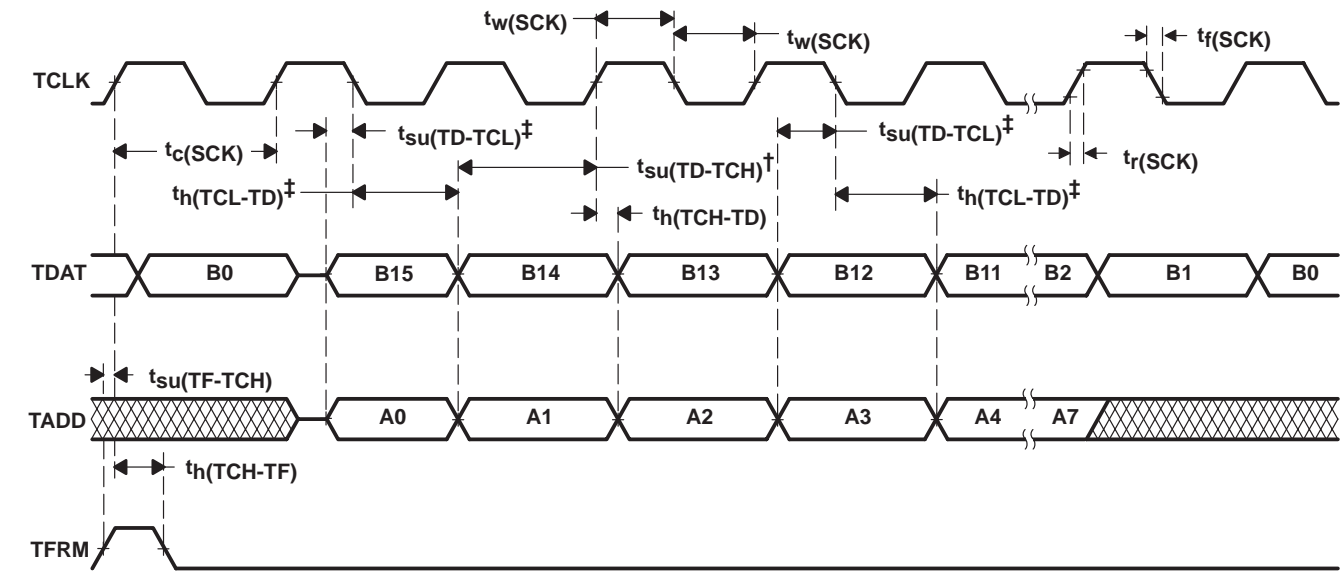 tw(SCK)
tw(SCK)
tf(SCK)
TCLK
tsu(TD-TCL)‡
tsu(TD-TCL)‡
tc(SCK)
tsu(TD-TCH)†
tr(SCK)
th(TCL-TD)‡
th(TCL-TD)‡
th(TCH-TD)
TDAT B0 B15 B14 B13 B12 B11 B2 B1 B0
tsu(TF-TCH)
TADD A0 A1 A2 A3 A4 A7
th(TCH-TF)
TFRM